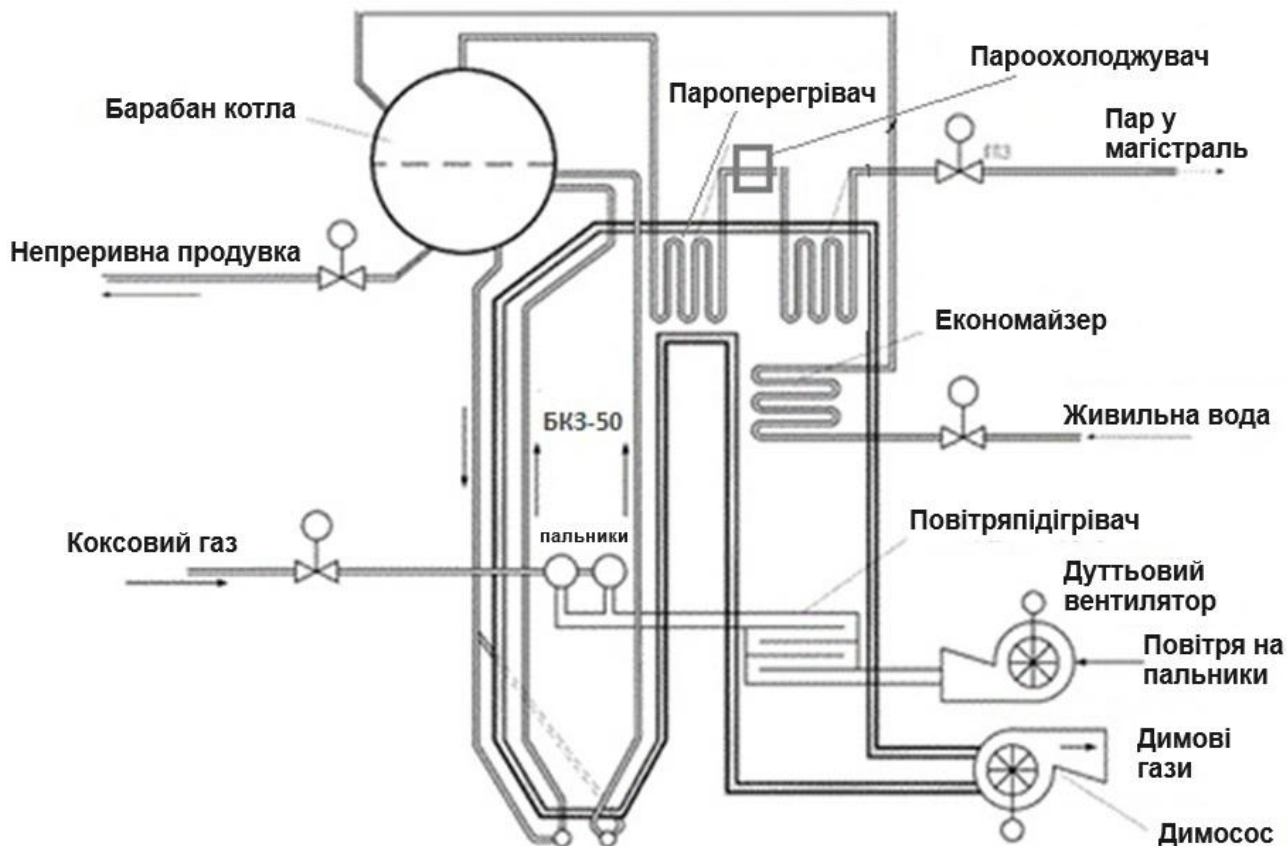 Пароохолоджувач
Пароперегрівач
Барабан котла
Пар у
магістраль
ПЗ
Непреривна продувка
Економайзер
БКЗ-50
Живильна вода
Повітряпідігрівач
пальники
Коксовий газ
Дуттьовий
вентилятор
Повітря на
пальники
Димові
гази
Димосос